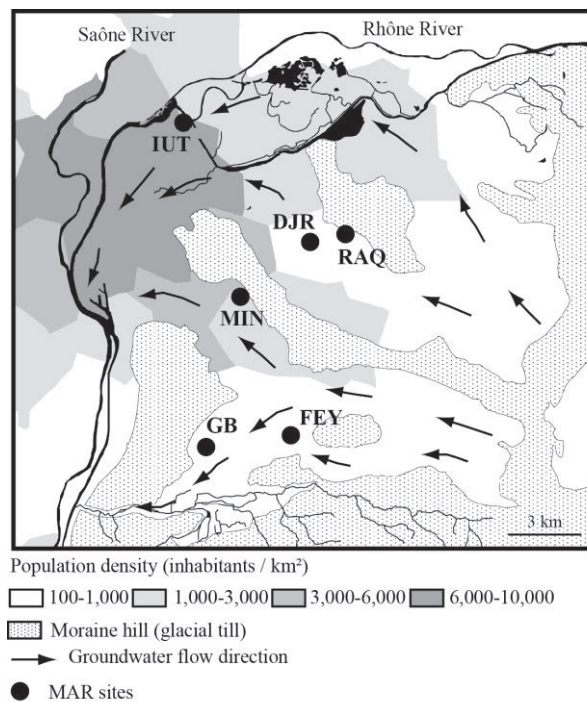 Saône River Rhône River
IUT
DJR
RAQ
MIN
GB
FEY
3 km
Population density (inhabitants / km²)
100-1,000 1,000-3,000 3,000-6,000 6,000-10,000
Moraine hill (glacial till)
Groundwater flow direction
MAR sites